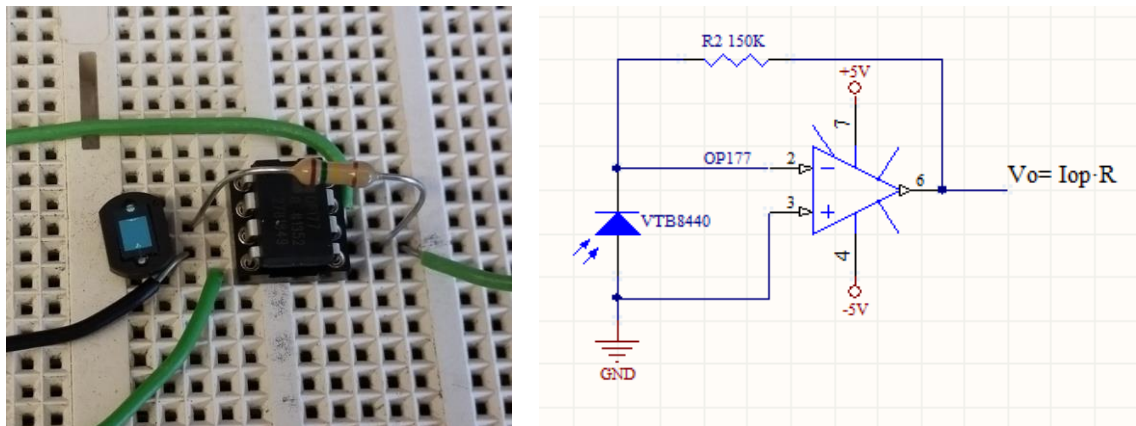 R2 150K
+5V
7
OP177
2
3
6
Vo= Iop·R
VTB8440
4
-5V
GND